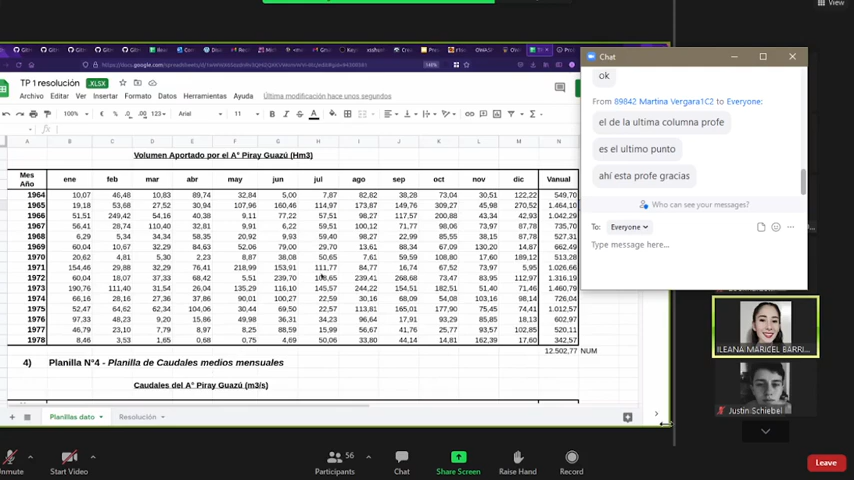 View
Chat
ok
From 89842 Martina Vergara1C2 to Everyone:
el de la ultima columna profe
es el ultimo punto
ahí esta profe gracias
Who can see your messages?
To: Everyone
Type message here...
TP 1 resolución .XLSX
Archivo Editar Ver Insertar Formato Datos Herramientas Ayuda Última modificación hace unos segundos
100% Arial 11
Volumen Aportado por el A° Piray Guazú (Hm3)
Mes Año ene feb mar abr may jun jul ago sep oct nov dic Vanual
1964 10,07 46,48 10,83 89,74 32,84 5,00 7,87 82,82 38,28 73,04 30,51 122,22 549,70
1965 19,18 53,68 27,52 30,94 107,96 160,46 114,97 173,87 149,76 309,27 45,98 270,52 1.464,10
1966 51,51 249,42 54,16 40,38 9,11 77,22 57,51 98,27 117,57 200,88 43,34 42,93 1.042,29
1967 56,41 28,74 110,40 32,81 9,71 6,22 59,51 100,12 77,71 98,06 73,97 87,78 735,70
1968 6,29 5,34 34,34 58,35 20,92 9,93 59,40 98,27 22,99 85,55 38,11 87,78
1969 60,04 10,67 32,29 84,63 52,06 79,00 29,70 13,61 88,34 67,09 130,20 14,87 662,49
1970 20,62 4,81 5,30 2,23 8,87 38,08 50,65 7,61 59,59 108,80 17,60 189,12 513,28
1971 154,46 29,88 32,29 76,41 218,99 153,91 111,77 84,77 16,74 67,52 73,97 5,95 1.026,66
1972 60,04 18,07 37,33 68,42 5,51 239,70 239,41 268,68 73,47 83,95 112,97 1.316,19
1973 190,76 111,40 31,54 26,04 135,29 116,10 145,57 244,22 154,51 182,51 51,40 71,46 1.460,79
1974 66,16 28,16 27,36 37,86 90,01 100,27 22,59 30,16 68,09 54,08 103,16 98,14 726,04
1975 52,47 64,62 62,34 104,06 30,44 69,50 22,57 163,81 177,30 75,45 74,41 1.012,57
1976 97,33 48,23 9,20 15,86 49,62 36,31 34,23 96,64 17,91 93,29 85,85 18,13 602,97
1977 46,79 23,10 7,79 8,97 8,25 88,59 15,99 56,67 41,76 25,77 93,57 102,85 520,11
1978 8,46 3,53 1,65 0,68 0,75 4,69 50,06 33,80 44,14 14,81 162,39 17,60 342,57
12.502,77 NUM
4) Planilla N°4 - Planilla de Caudales medios mensuales
Caudales del A° Piray Guazú (m3/s)
Planillas dato Resolución
ILEANA MARICEL BARRI...
Justin Schiebel
Unmute Start Video 56 Participants Chat Share Screen Raise Hand Record Leave